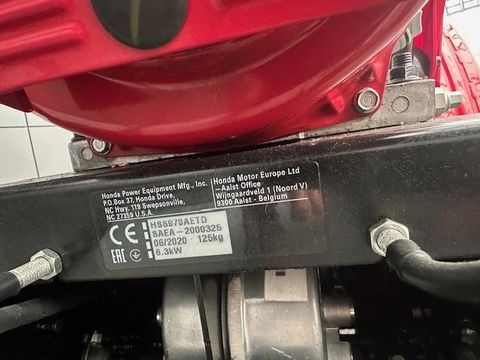 Honda Power Equipment Mfg., Inc.
P.O.Box 37, Honda Drive,
NC Hwy. 119 Swepsonville,
NC 27359 U.S.A.
Honda Motor Europe Ltd
— Aalst Office
Wijngaardveld 1 (Noord V)
9300 Aalst - Belgium
CE
EAC
HSS970AETD
SAEA-2000325
06/2020 · 125kg
6.3kW